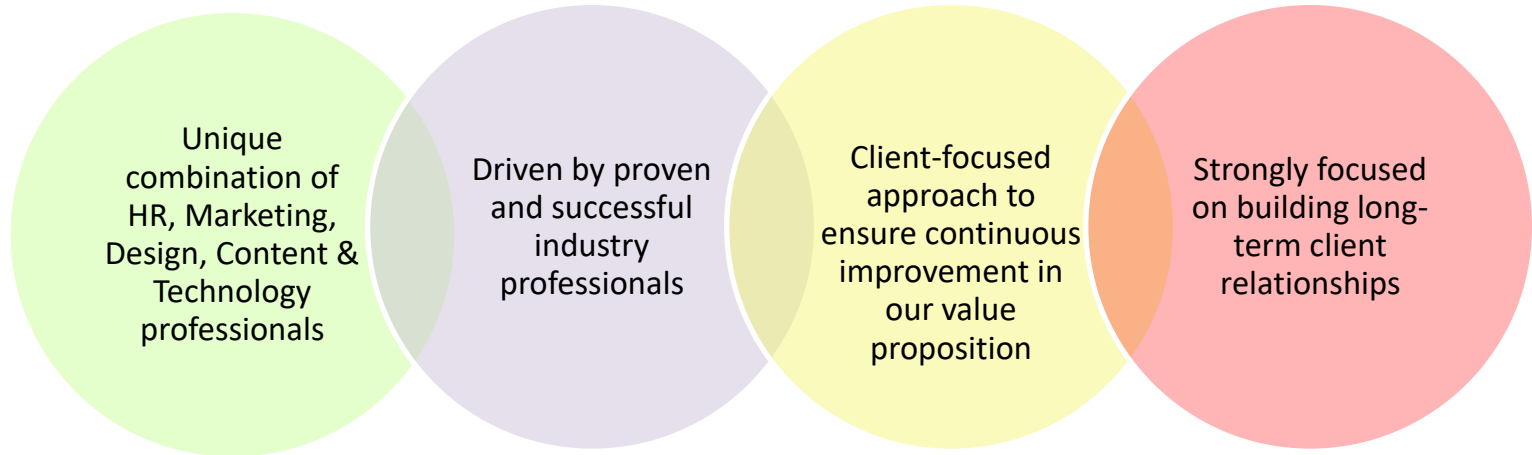 Unique
combination of
HR, Marketing,
Design, Content &
Technology
professionals
Driven by proven
and successful
industry
professionals
Client-focused
approach to
ensure continuous
improvement in
our value
proposition
Strongly focused
on building long-
term client
relationships